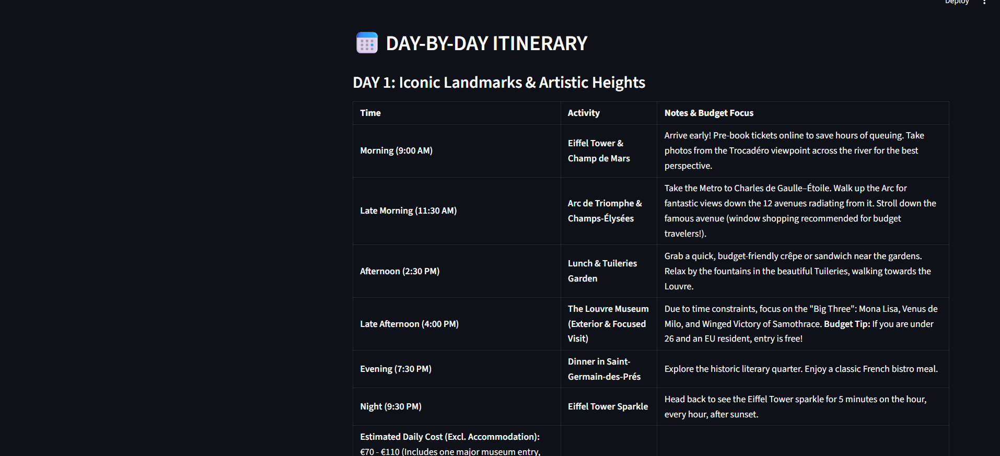 Deploy
DAY-BY-DAY ITINERARY
DAY 1: Iconic Landmarks & Artistic Heights
Time
Activity
Notes & Budget Focus
Morning (9:00 AM)
Eiffel Tower &
Champ de Mars
Arrive early! Pre-book tickets online to save hours of queuing. Take
photos from the Trocadéro viewpoint across the river for the best
perspective.
Late Morning (11:30 AM)
Arc de Triomphe &
Champs-Élysées
Take the Metro to Charles de Gaulle–Étoile. Walk up the Arc for
fantastic views down the 12 avenues radiating from it. Stroll down the
famous avenue (window shopping recommended for budget
travelers!).
Afternoon (2:30 PM)
Lunch & Tuileries
Garden
Grab a quick, budget-friendly crêpe or sandwich near the gardens.
Relax by the fountains in the beautiful Tuileries, walking towards the
Louvre.
Late Afternoon (4:00 PM)
The Louvre Museum
(Exterior & Focused
Visit)
Due to time constraints, focus on the "Big Three": Mona Lisa, Venus de
Milo, and Winged Victory of Samothrace. Budget Tip: If you are under
26 and an EU resident, entry is free!
Evening (7:30 PM)
Dinner in Saint-
Germain-des-Prés
Explore the historic literary quarter. Enjoy a classic French bistro meal.
Night (9:30 PM)
Eiffel Tower Sparkle
Head back to see the Eiffel Tower sparkle for 5 minutes on the hour,
every hour, after sunset.
Estimated Daily Cost (Excl. Accommodation):
€70 - €110 (Includes one major museum entry,